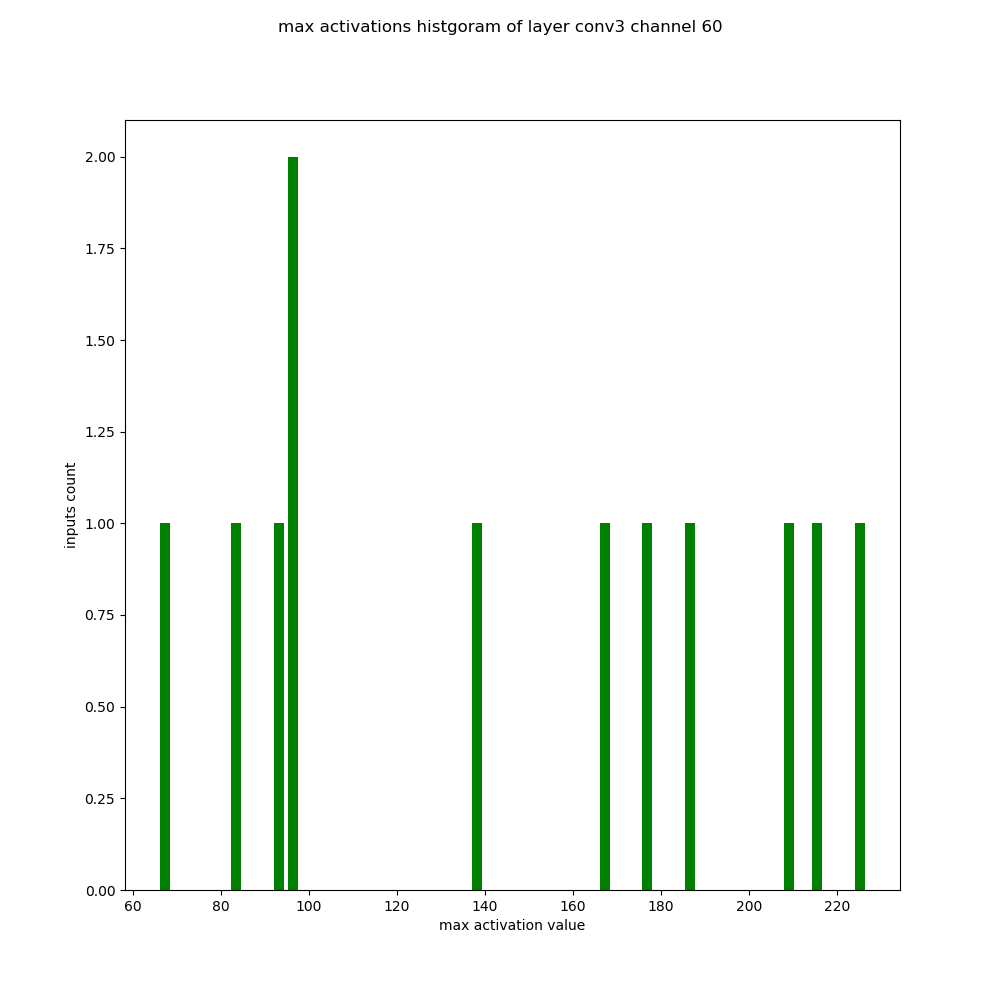 max activations histgoram of layer conv3 channel 60
2.00
1.75
1.50
1.25
1.00
0.75
0.50
0.25
0.00
inputs count
60 80 100 120 140 160 180 200 220
max activation value